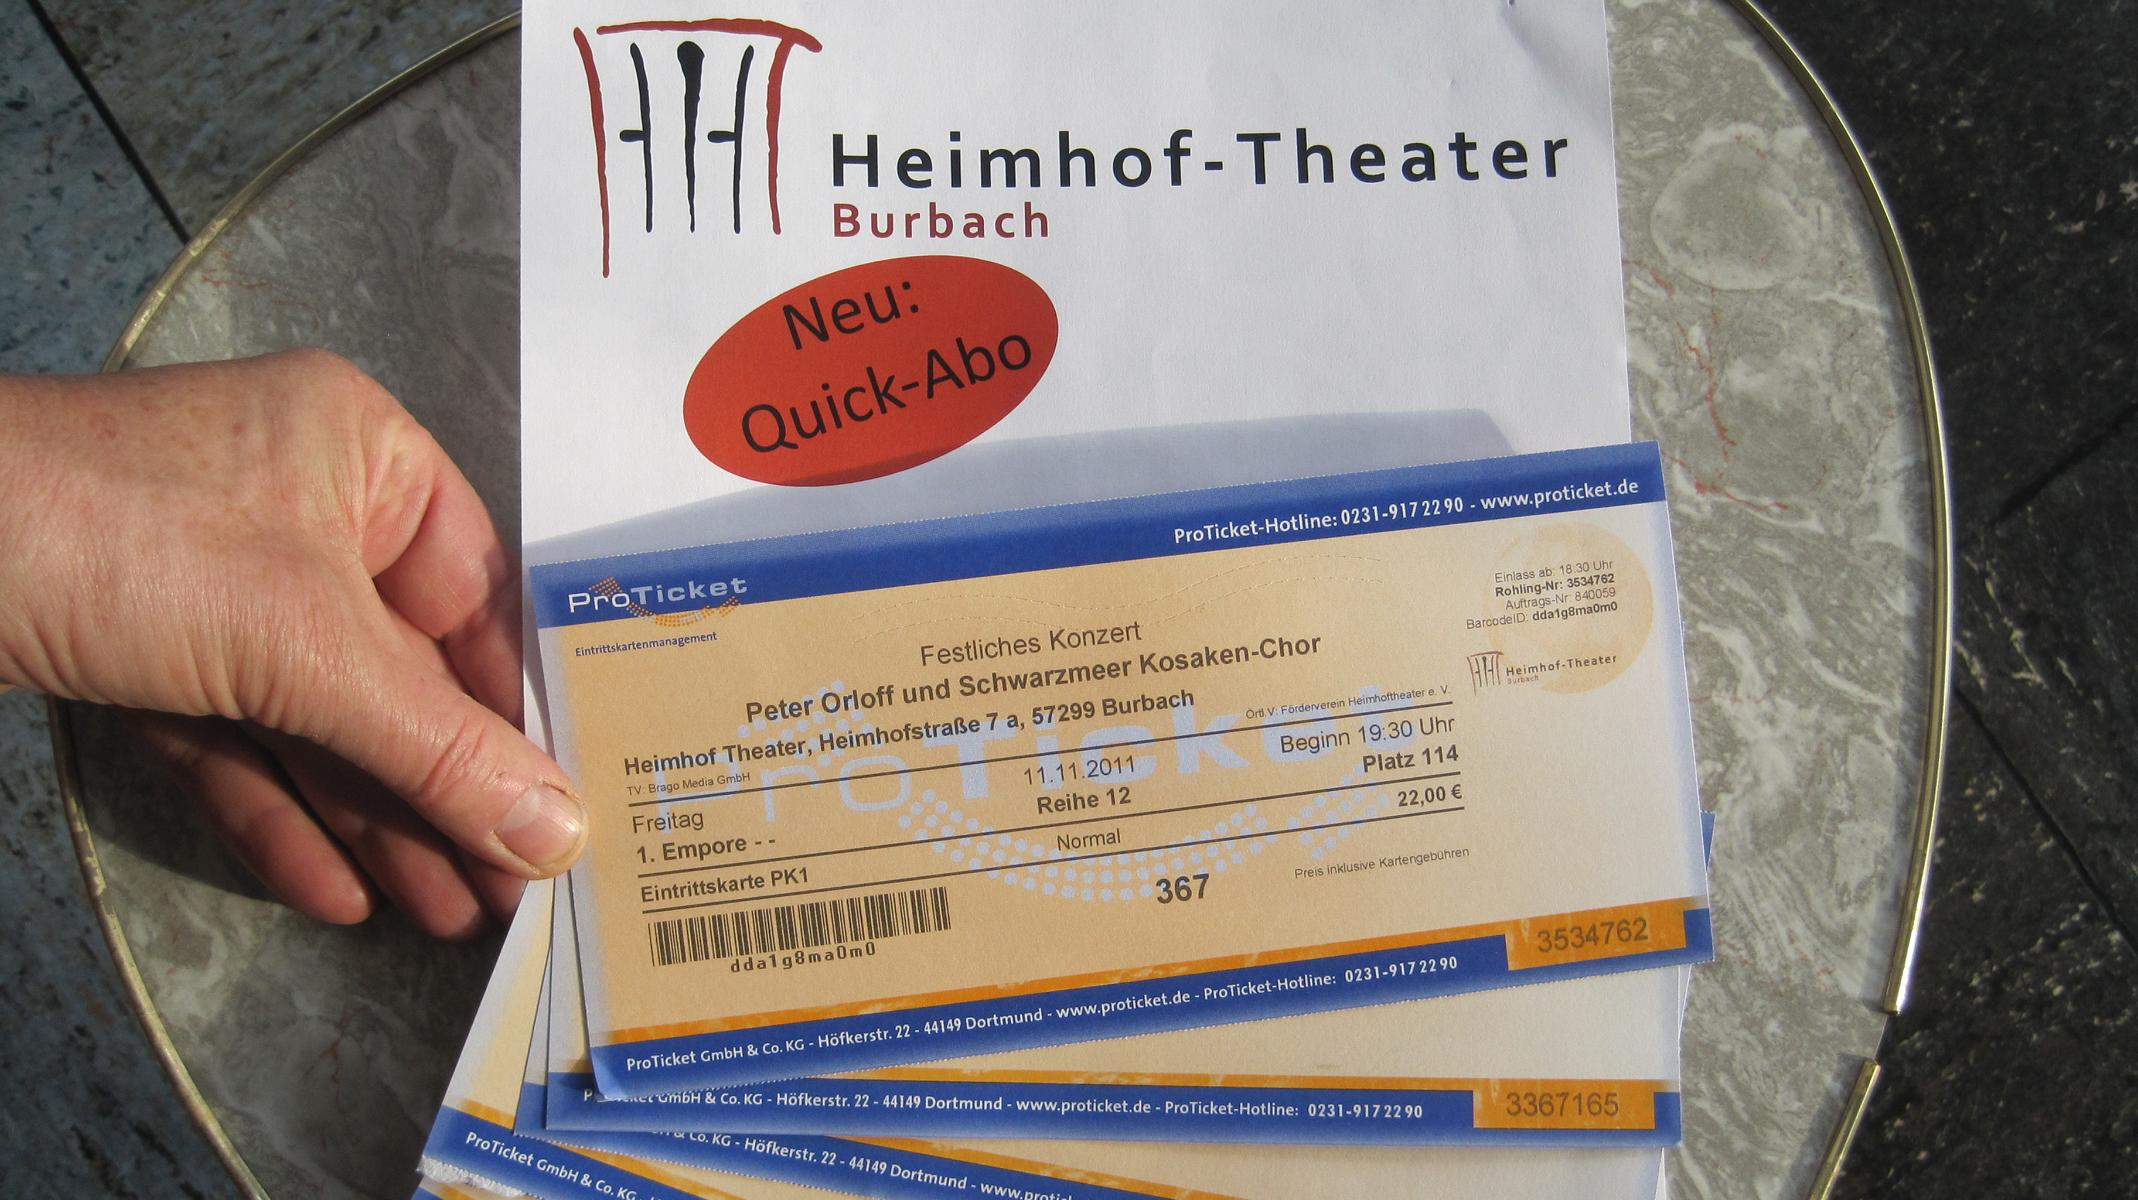 Heimhof-Theater
Burbach
Neu:
Quick-Abo
ProTicket-Hotline: 0231-917 22 90 - www.proticket.de
ProTicket
Eintrittskartenmanagement
Einlass ab: 18.30 Uhr
Rohling-Nr: 3534762
Auftrags-Nr: 840059
BarcodeID: dda1g8ma0m0
Heimhof-Theater
Burbach
Festliches Konzert
Peter Orloff und Schwarzmeer Kosaken-Chor
Heimhof Theater, Heimhofstraße 7 a, 57299 Burbach
TV: Brago Media GmbH
Örtl.V: Förderverein Heimhoftheater e. V.
Freitag 11.11.2011 Beginn 19:30 Uhr
1. Empore - - Reihe 12 Platz 114
Eintrittskarte PK1 Normal 22,00 €
367 Preis inklusive Kartengebühren
ProTicket
dda1g8ma0m0
3534762
ProTicket GmbH & Co. KG - Höfkerstr. 22 - 44149 Dortmund - www.proticket.de - ProTicket-Hotline: 0231-917 22 90
GmbH & Co. KG - Höfkerstr. 22 - 44149 Dortmund - www.proticket.de - ProTicket-Hotline: 0231-917 22 90
3367165
& Co. KG - Höfkerstr. 22 - 44149 Dortmund - www.protic
ProTicket GmbH & Co. KG